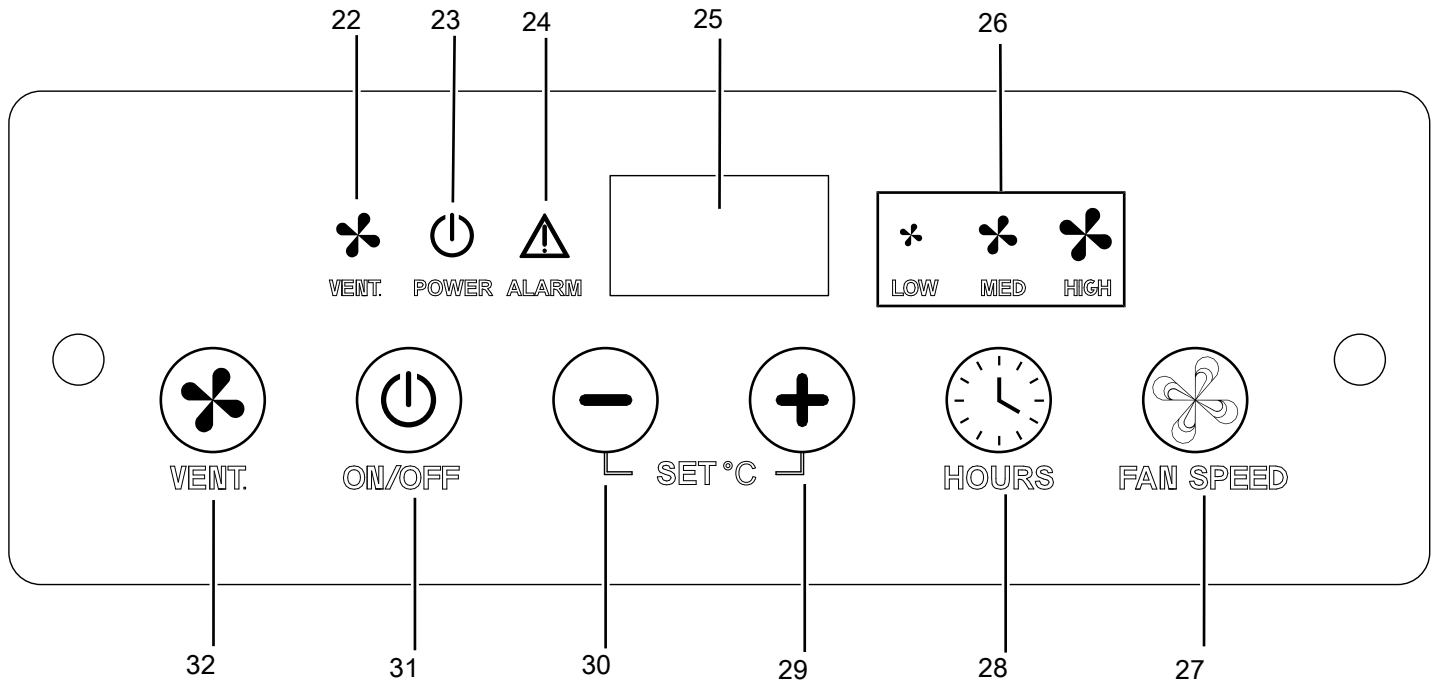 22 23 24 25 26
VENT. POWER ALARM LOW MED HIGH
VENT. ON/OFF SET °C HOURS FAN SPEED
32 31 30 29 28 27